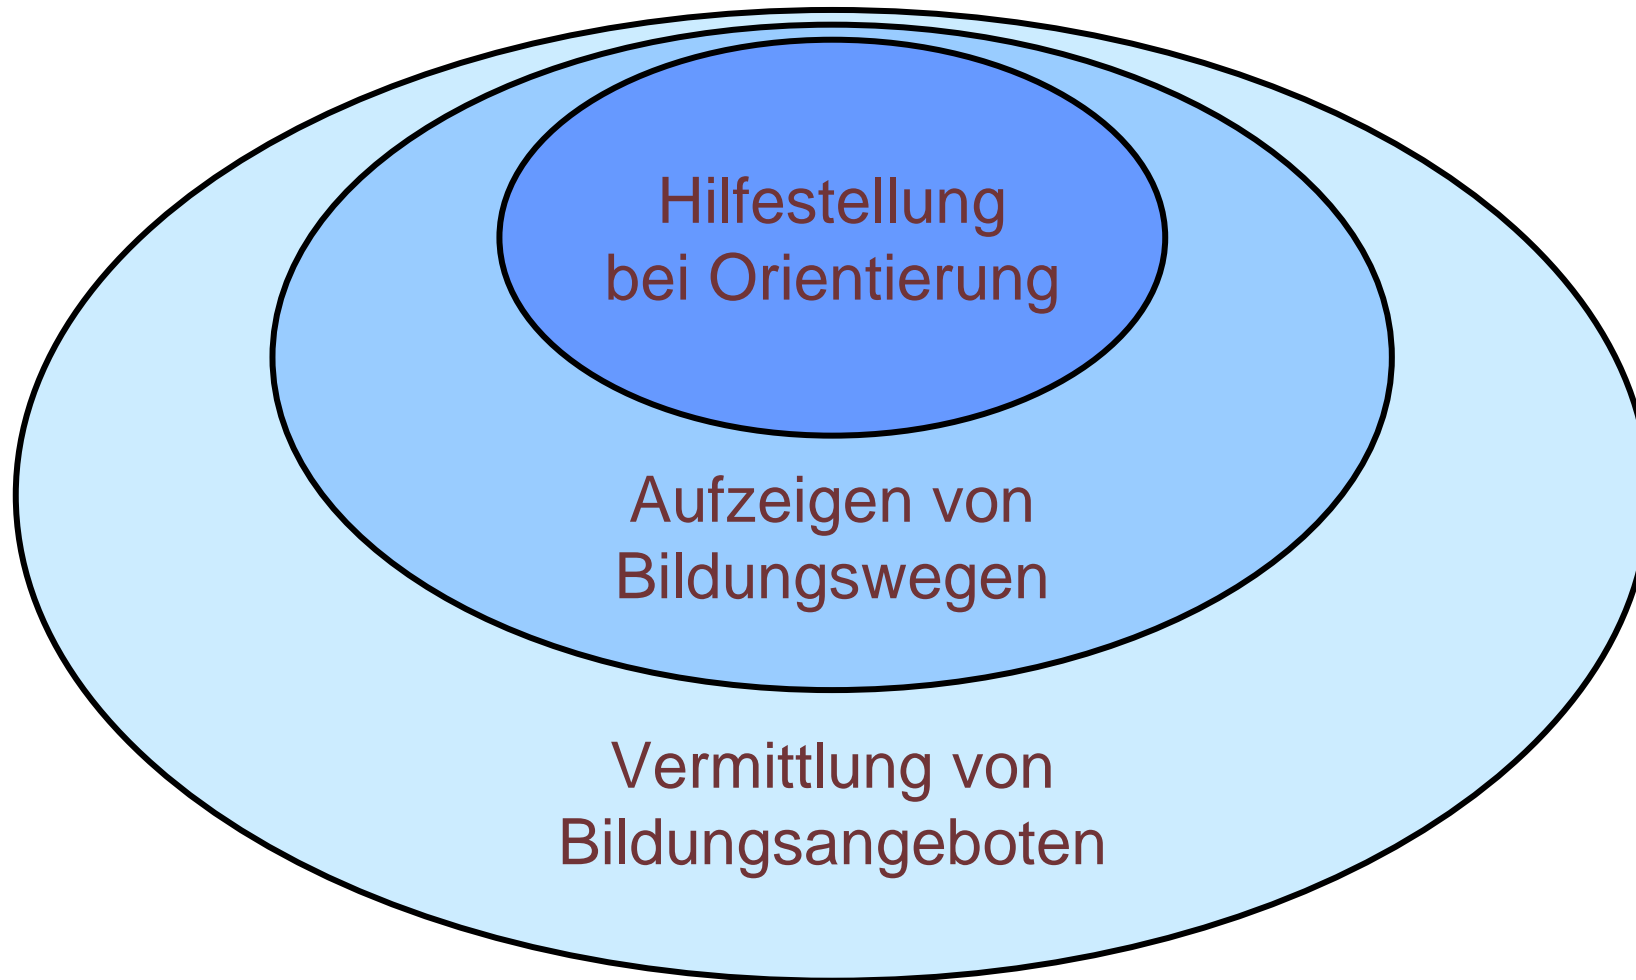 Hilfestellung
bei Orientierung
Aufzeigen von
Bildungswegen
Vermittlung von
Bildungsangeboten